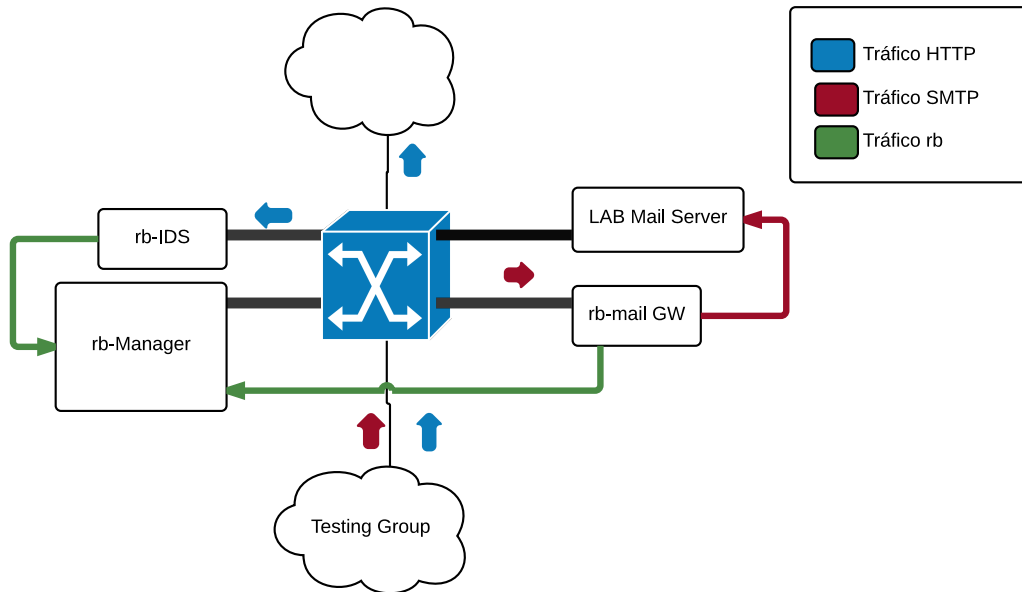 Tráfico HTTP
Tráfico SMTP
Tráfico rb
rb-IDS
LAB Mail Server
rb-Manager
rb-mail GW
Testing Group